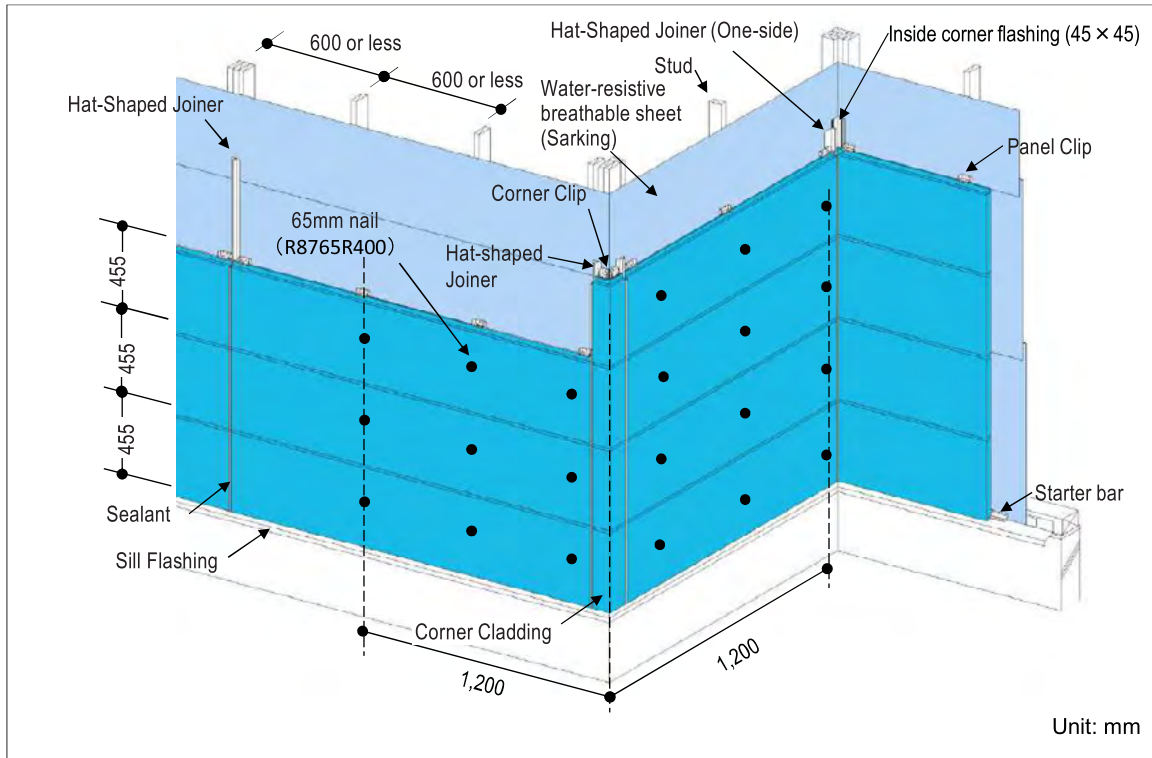 600 or less
600 or less
Hat-Shaped Joiner (One-side)
Inside corner flashing (45 × 45)
Stud
Hat-Shaped Joiner
Water-resistive
breathable sheet
(Sarking)
Panel Clip
Corner Clip
65mm nail
(R8765R400)
Hat-shaped
Joiner
455
455
455
Sealant
Starter bar
Sill Flashing
Corner Cladding
1,200
1,200
Unit: mm